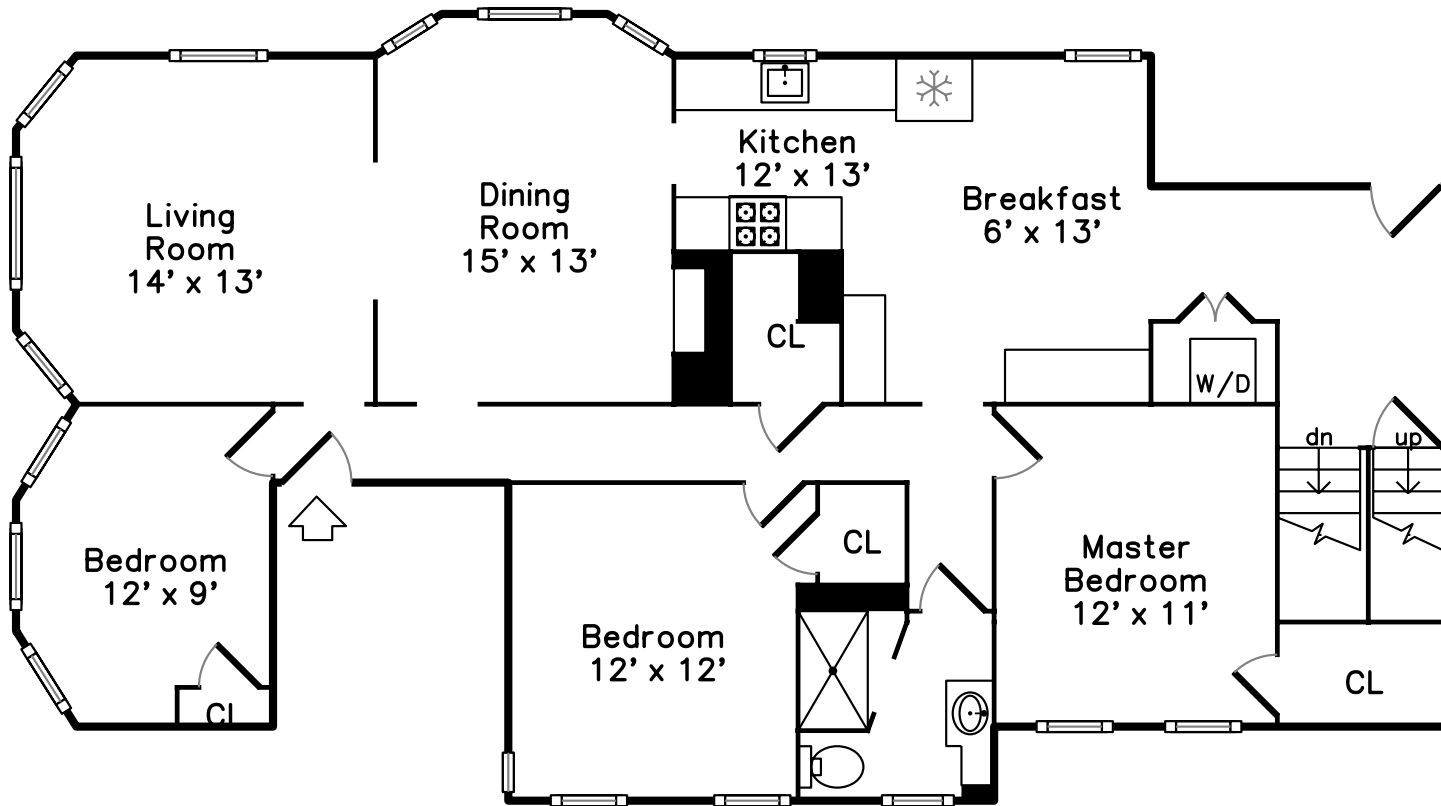 Kitchen
12' x 13'
Dining
Room
15' x 13'
Breakfast
6' x 13'
Living
Room
14' x 13'
CL
W/D
dn
up
CL
Master
Bedroom
12' x 11'
Bedroom
12' x 9'
Bedroom
12' x 12'
CL
CL